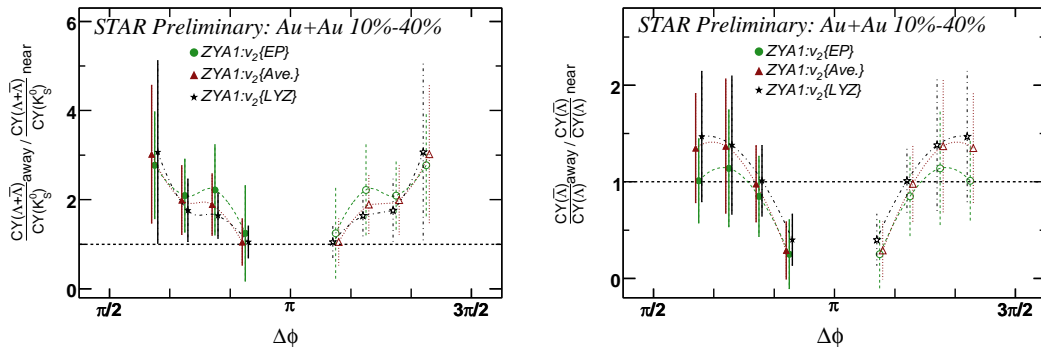 STAR Preliminary: Au+Au 10%-40%
ZYA1:v₂{EP}
ZYA1:v₂{Ave.}
ZYA1:v₂{LYZ}
CY(Λ+Λ̅)/CY(K⁰ₛ) away / CY(Λ+Λ̅)/CY(K⁰ₛ) near
6
4
2
0
π/2 π 3π/2
Δϕ
STAR Preliminary: Au+Au 10%-40%
ZYA1:v₂{EP}
ZYA1:v₂{Ave.}
ZYA1:v₂{LYZ}
CY(Λ̅)/CY(Λ) away / CY(Λ̅)/CY(Λ) near
2
1
0
π/2 π 3π/2
Δϕ